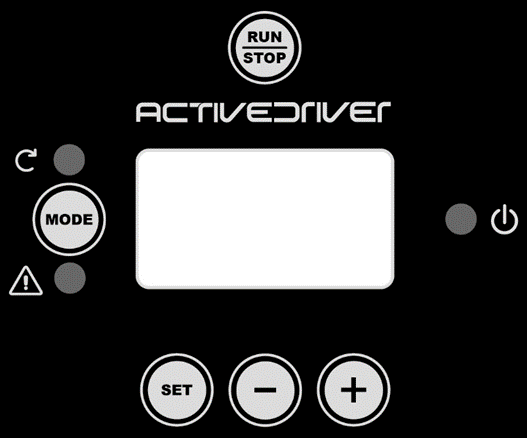 RUN
STOP
ACTIVEDRIVER
MODE
SET
−
+